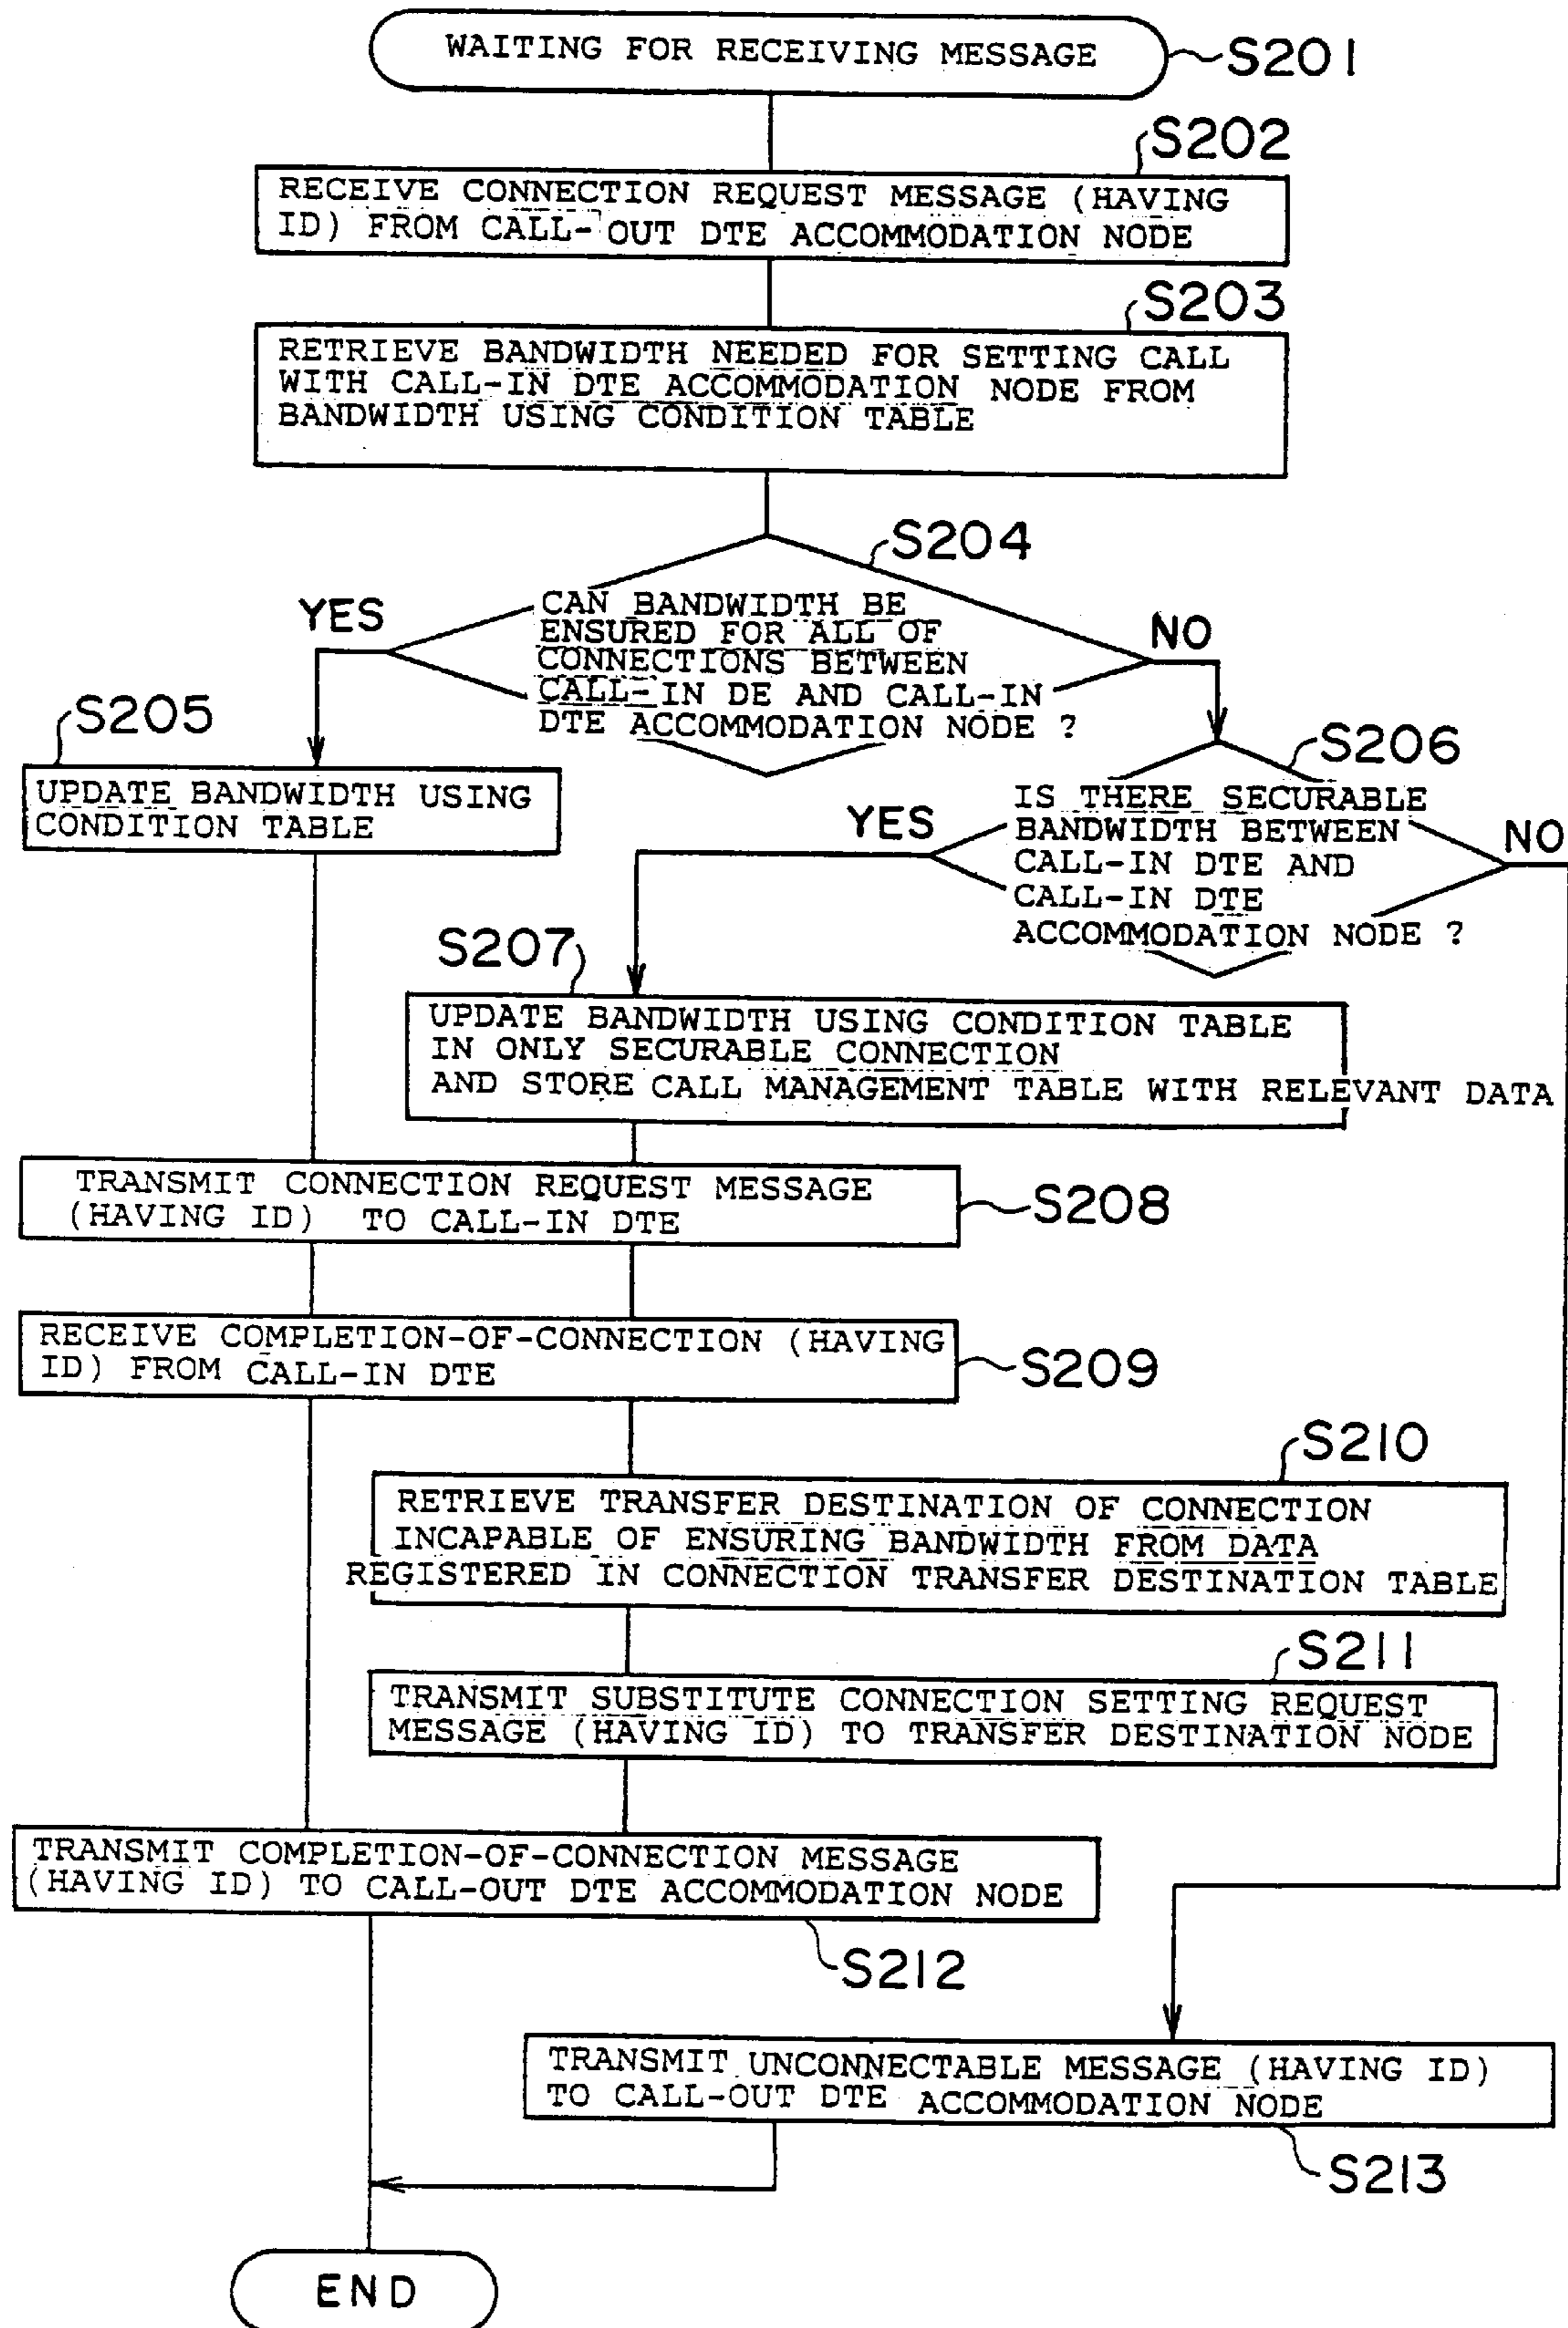 WAITING FOR RECEIVING MESSAGE
S201
S202
RECEIVE CONNECTION REQUEST MESSAGE (HAVING
ID) FROM CALL-OUT DTE ACCOMMODATION NODE
S203
RETRIEVE BANDWIDTH NEEDED FOR SETTING CALL
WITH CALL-IN DTE ACCOMMODATION NODE FROM
BANDWIDTH USING CONDITION TABLE
S204
YES
CAN BANDWIDTH BE
ENSURED FOR ALL OF
CONNECTIONS BETWEEN
CALL-IN DE AND CALL-IN
DTE ACCOMMODATION NODE ?
NO
S205
UPDATE BANDWIDTH USING
CONDITION TABLE
S206
YES
IS THERE SECURABLE
BANDWIDTH BETWEEN
CALL-IN DTE AND
CALL-IN DTE
ACCOMMODATION NODE ?
NO
S207
UPDATE BANDWIDTH USING CONDITION TABLE
IN ONLY SECURABLE CONNECTION
AND STORE CALL MANAGEMENT TABLE WITH RELEVANT DATA
TRANSMIT CONNECTION REQUEST MESSAGE
(HAVING ID) TO CALL-IN DTE
S208
RECEIVE COMPLETION-OF-CONNECTION (HAVING
ID) FROM CALL-IN DTE
S209
S210
RETRIEVE TRANSFER DESTINATION OF CONNECTION
INCAPABLE OF ENSURING BANDWIDTH FROM DATA
REGISTERED IN CONNECTION TRANSFER DESTINATION TABLE
S211
TRANSMIT SUBSTITUTE CONNECTION SETTING REQUEST
MESSAGE (HAVING ID) TO TRANSFER DESTINATION NODE
TRANSMIT COMPLETION-OF-CONNECTION MESSAGE
(HAVING ID) TO CALL-OUT DTE ACCOMMODATION NODE
S212
TRANSMIT UNCONNECTABLE MESSAGE (HAVING ID)
TO CALL-OUT DTE ACCOMMODATION NODE
S213
END